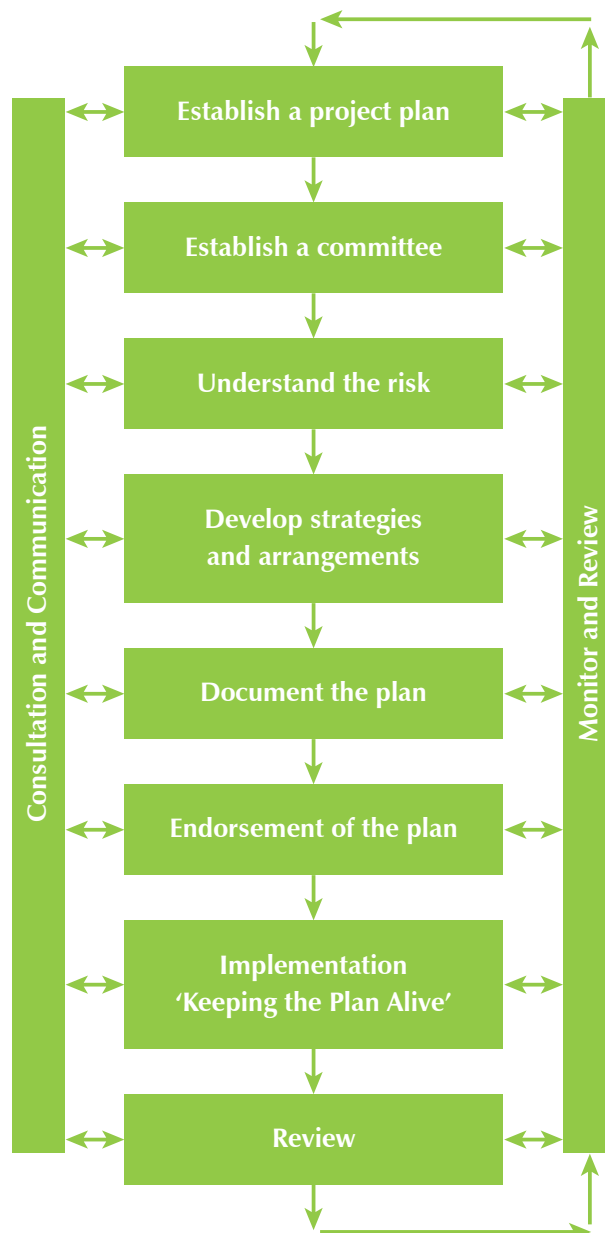 Establish a project plan
Establish a committee
Understand the risk
Develop strategies
and arrangements
Document the plan
Endorsement of the plan
Implementation
‘Keeping the Plan Alive’
Review
Consultation and Communication
Monitor and Review